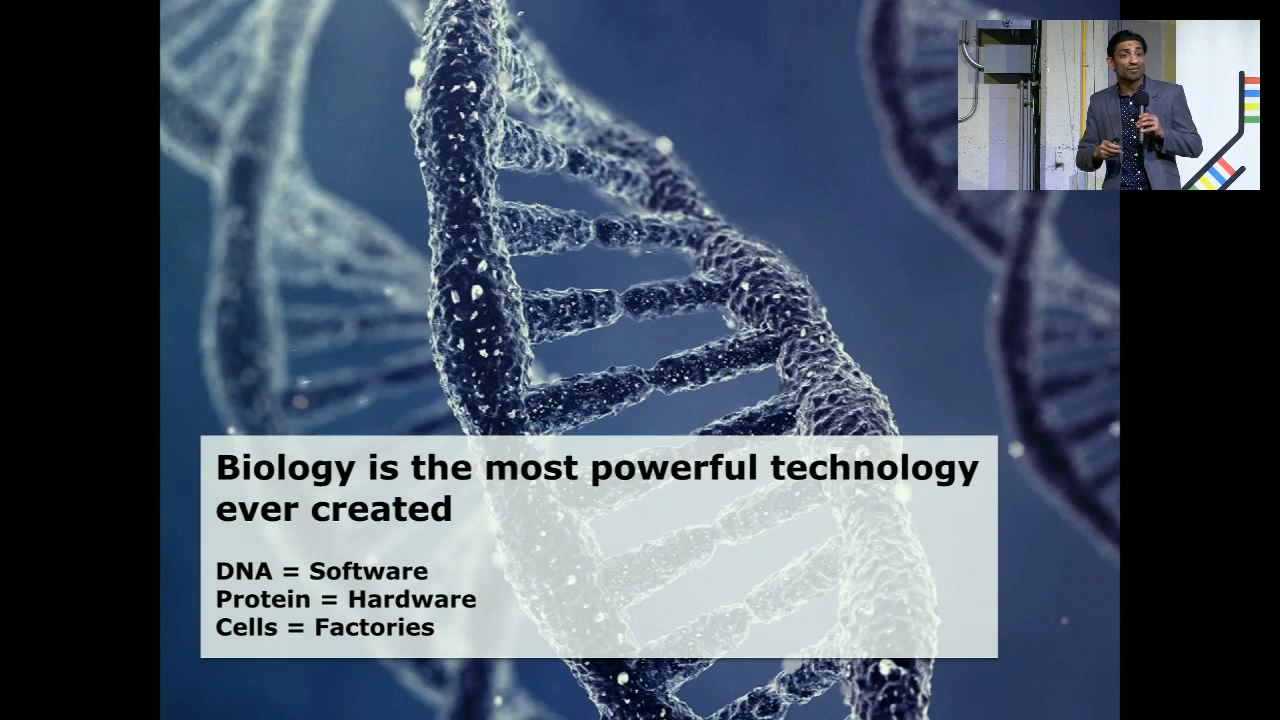 Biology is the most powerful technology
ever created
DNA = Software
Protein = Hardware
Cells = Factories